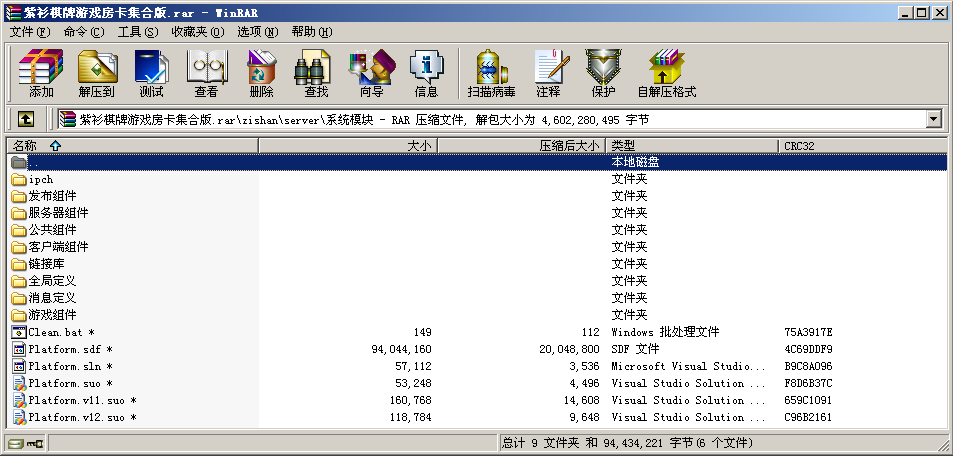 紫衫棋牌游戏房卡集合版.rar - WinRAR
文件(F) 命令(C) 工具(S) 收藏夹(O) 选项(N) 帮助(H)
添加 解压到 测试 查看 删除 查找 向导 信息 扫描病毒 注释 保护 自解压格式
紫衫棋牌游戏房卡集合版.rar\zishan\server\系统模块 - RAR 压缩文件, 解包大小为 4,602,280,495 字节
名称 大小 压缩后大小 类型 CRC32
.. 本地磁盘
ipch 文件夹
发布组件 文件夹
服务器组件 文件夹
公共组件 文件夹
客户端组件 文件夹
链接库 文件夹
全局定义 文件夹
消息定义 文件夹
游戏组件 文件夹
Clean.bat * 149 112 Windows 批处理文件 75A3917E
Platform.sdf * 94,044,160 20,048,800 SDF 文件 4C69DDF9
Platform.sln * 57,112 3,536 Microsoft Visual Studio... B9C8A096
Platform.suo * 53,248 4,496 Visual Studio Solution ... F8D6B37C
Platform.v11.suo * 160,768 14,608 Visual Studio Solution ... 659C1091
Platform.v12.suo * 118,784 9,648 Visual Studio Solution ... C96B2161
总计 9 文件夹 和 94,434,221 字节(6 个文件)